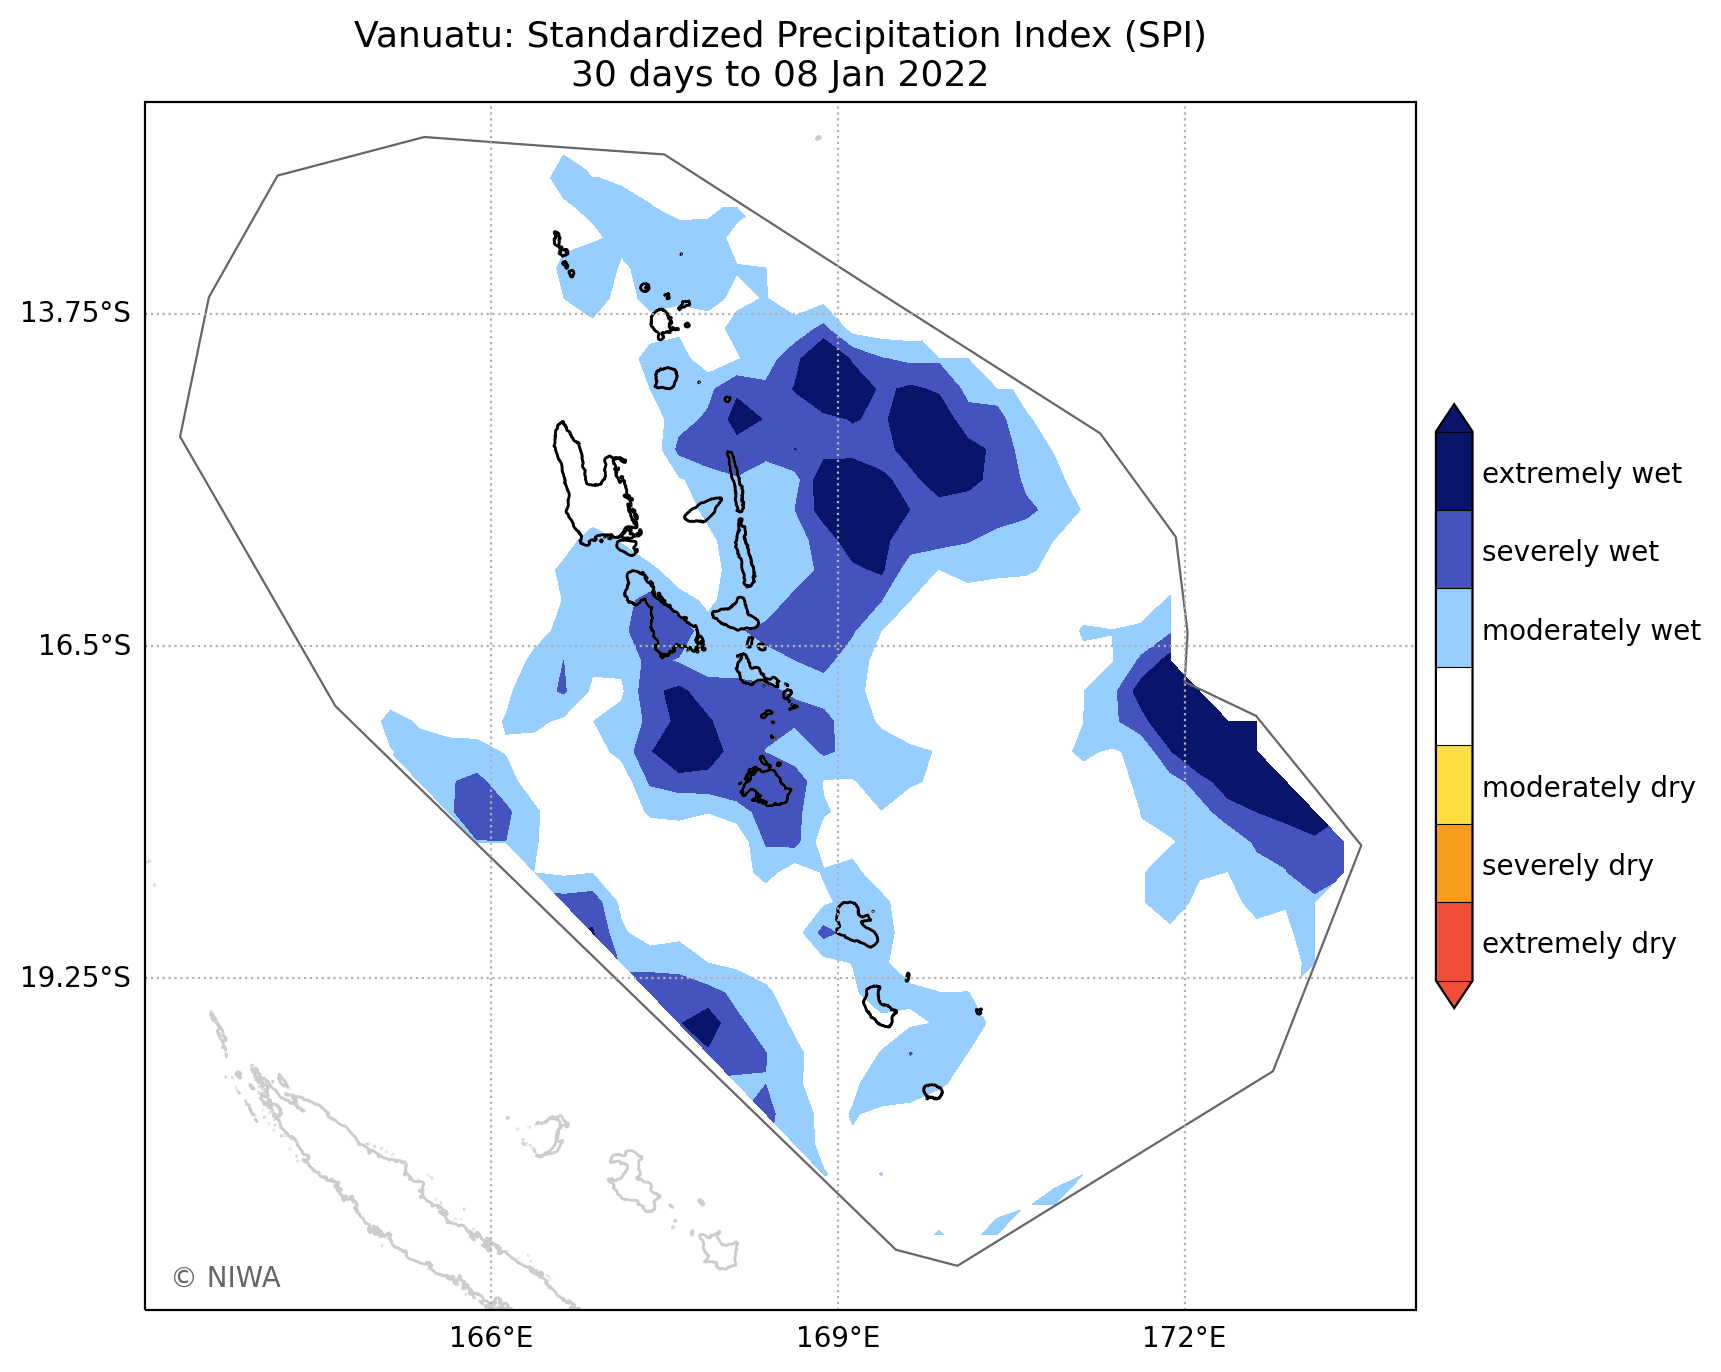 Vanuatu: Standardized Precipitation Index (SPI)
30 days to 08 Jan 2022
13.75°S
16.5°S
19.25°S
166°E
169°E
172°E
extremely wet
severely wet
moderately wet
moderately dry
severely dry
extremely dry
© NIWA